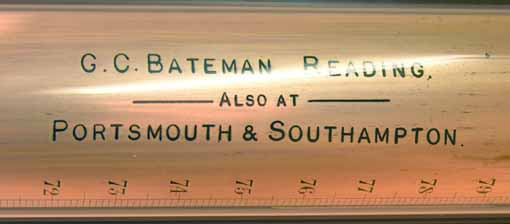 G.C. BATEMAN READING,
ALSO AT
PORTSMOUTH & SOUTHAMPTON.
72 73 74 75 76 77 78 79